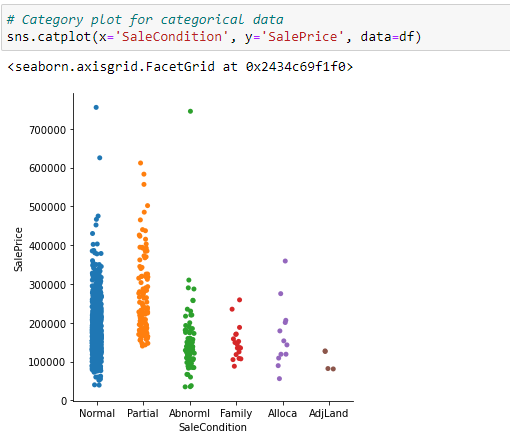 # Category plot for categorical data
sns.catplot(x='SaleCondition', y='SalePrice', data=df)
<seaborn.axisgrid.FacetGrid at 0x2434c69f1f0>
700000
600000
500000
400000
300000
200000
100000
0
SalePrice
Normal Partial Abnorml Family Alloca AdjLand
SaleCondition